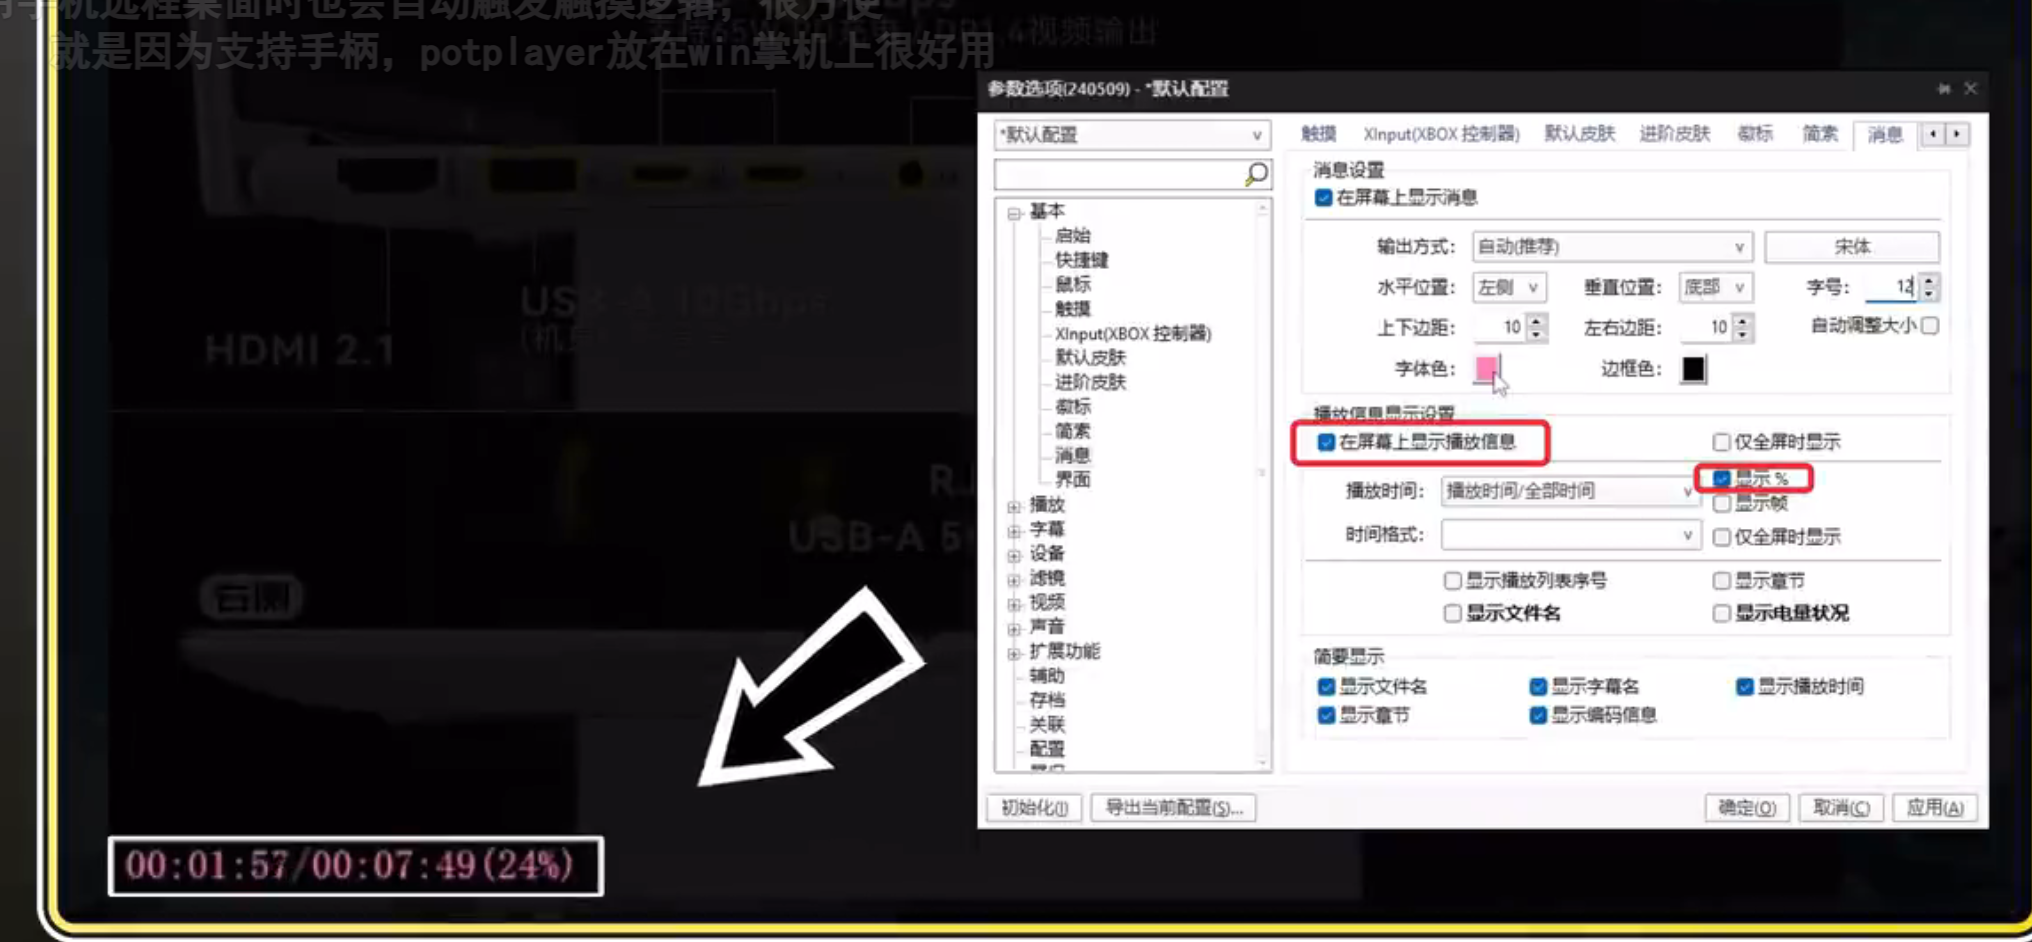 用手机远程桌面时也会自动触发触摸逻辑，很方便
就是因为支持手柄，potplayer放在win掌机上很好用
.4视频输出
参数选项(240509) - *默认配置
*默认配置
触摸 XInput(XBOX 控制器) 默认皮肤 进阶皮肤 徽标 简索 消息
基本
启始
快捷键
鼠标
触摸
XInput(XBOX 控制器)
默认皮肤
进阶皮肤
徽标
简索
消息
界面
播放
字幕
设备
滤镜
视频
声音
扩展功能
辅助
存档
关联
配置
消息设置
在屏幕上显示消息
输出方式: 自动(推荐) 宋体
水平位置: 左侧 垂直位置: 底部 字号: 12
上下边距: 10 左右边距: 10 自动调整大小
字体色: 边框色:
播放信息显示设置
在屏幕上显示播放信息 仅全屏时显示
显示 %
播放时间: 播放时间/全部时间
显示帧
时间格式: 仅全屏时显示
显示播放列表序号 显示章节
显示文件名 显示电量状况
简要显示
显示文件名 显示字幕名 显示播放时间
显示章节 显示编码信息
初始化(I) 导出当前配置(S)... 确定(O) 取消(C) 应用(A)
HDMI 2.1
USB-A 10Gbps
USB-A 5
右侧
00:01:57/00:07:49(24%)